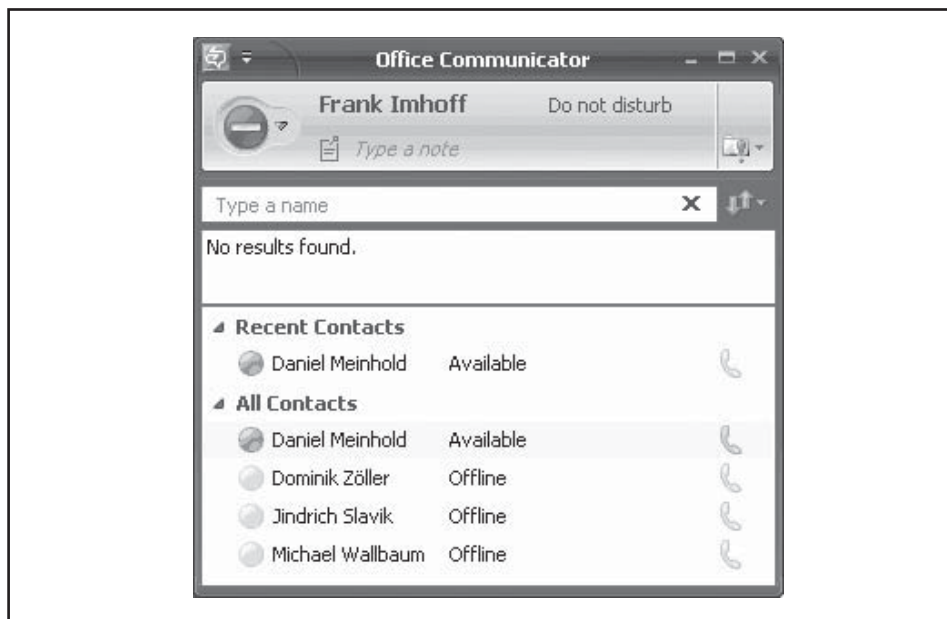 Office Communicator
Frank Imhoff Do not disturb
Type a note
Type a name
No results found.
Recent Contacts
Daniel Meinhold Available
All Contacts
Daniel Meinhold Available
Dominik Zöller Offline
Jindrich Slavik Offline
Michael Wallbaum Offline